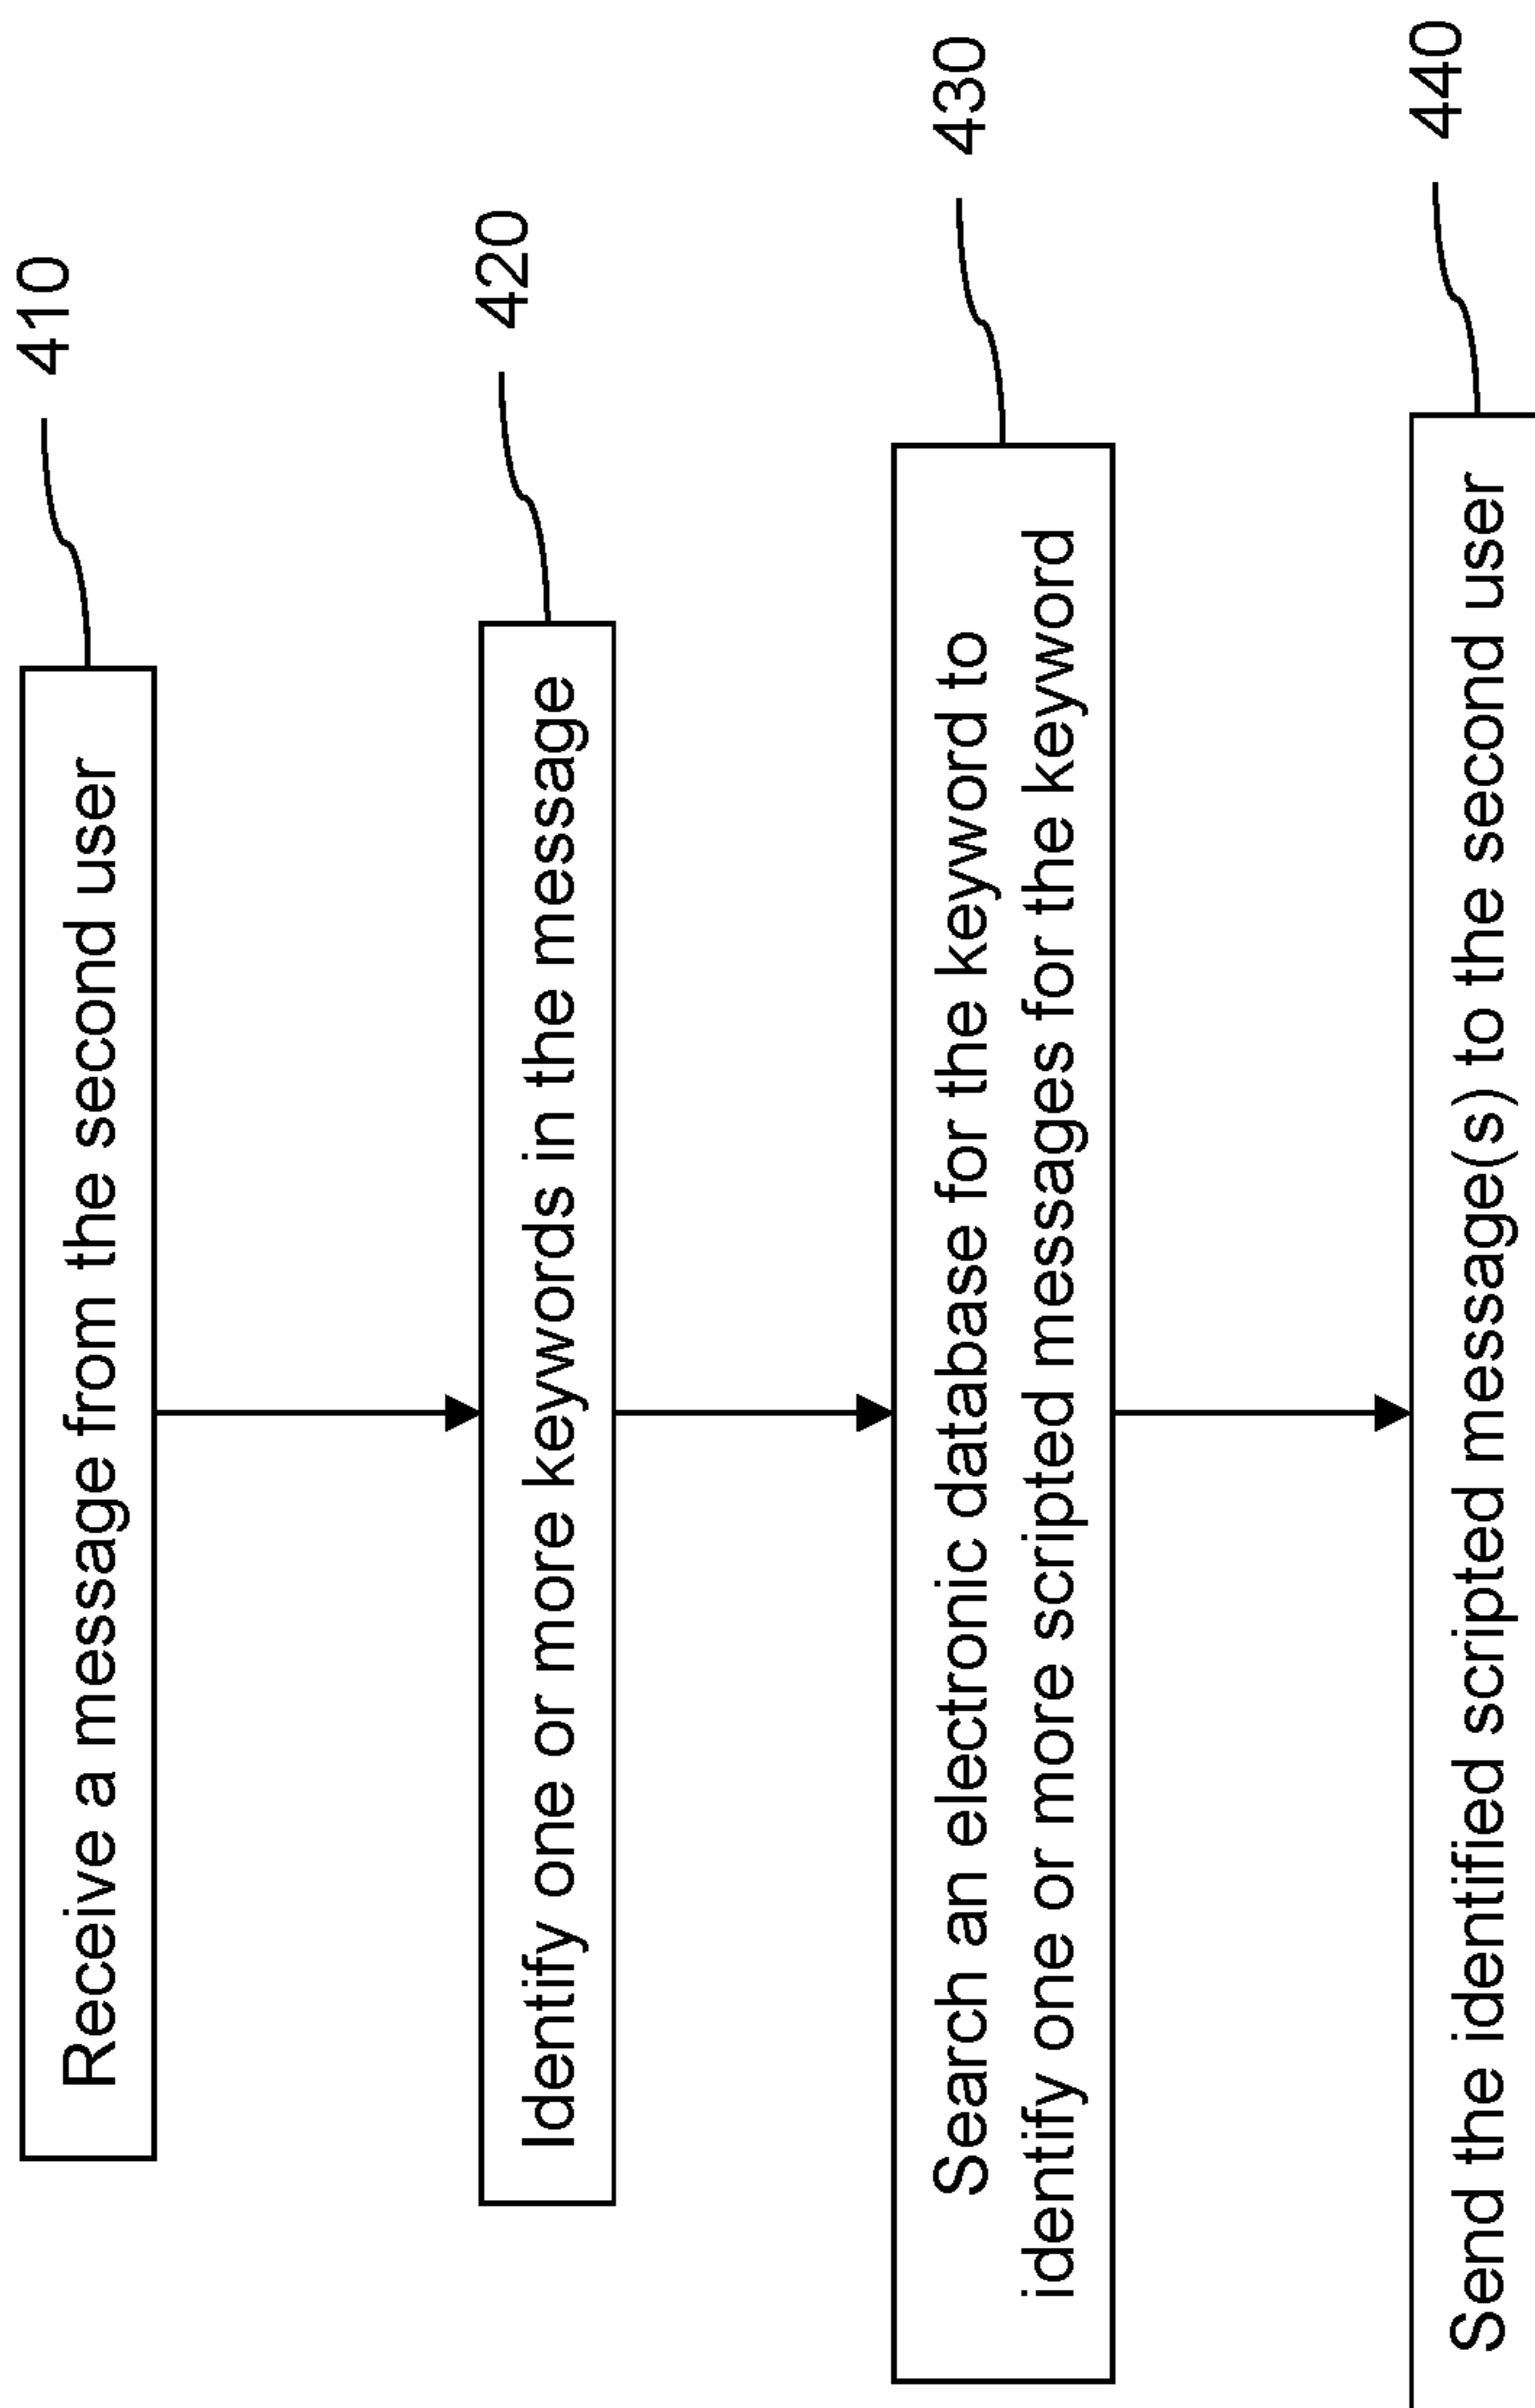 410
Receive a message from the second user
420
Identify one or more keywords in the message
430
Search an electronic database for the keyword to
identify one or more scripted messages for the keyword
440
Send the identified scripted message(s) to the second user